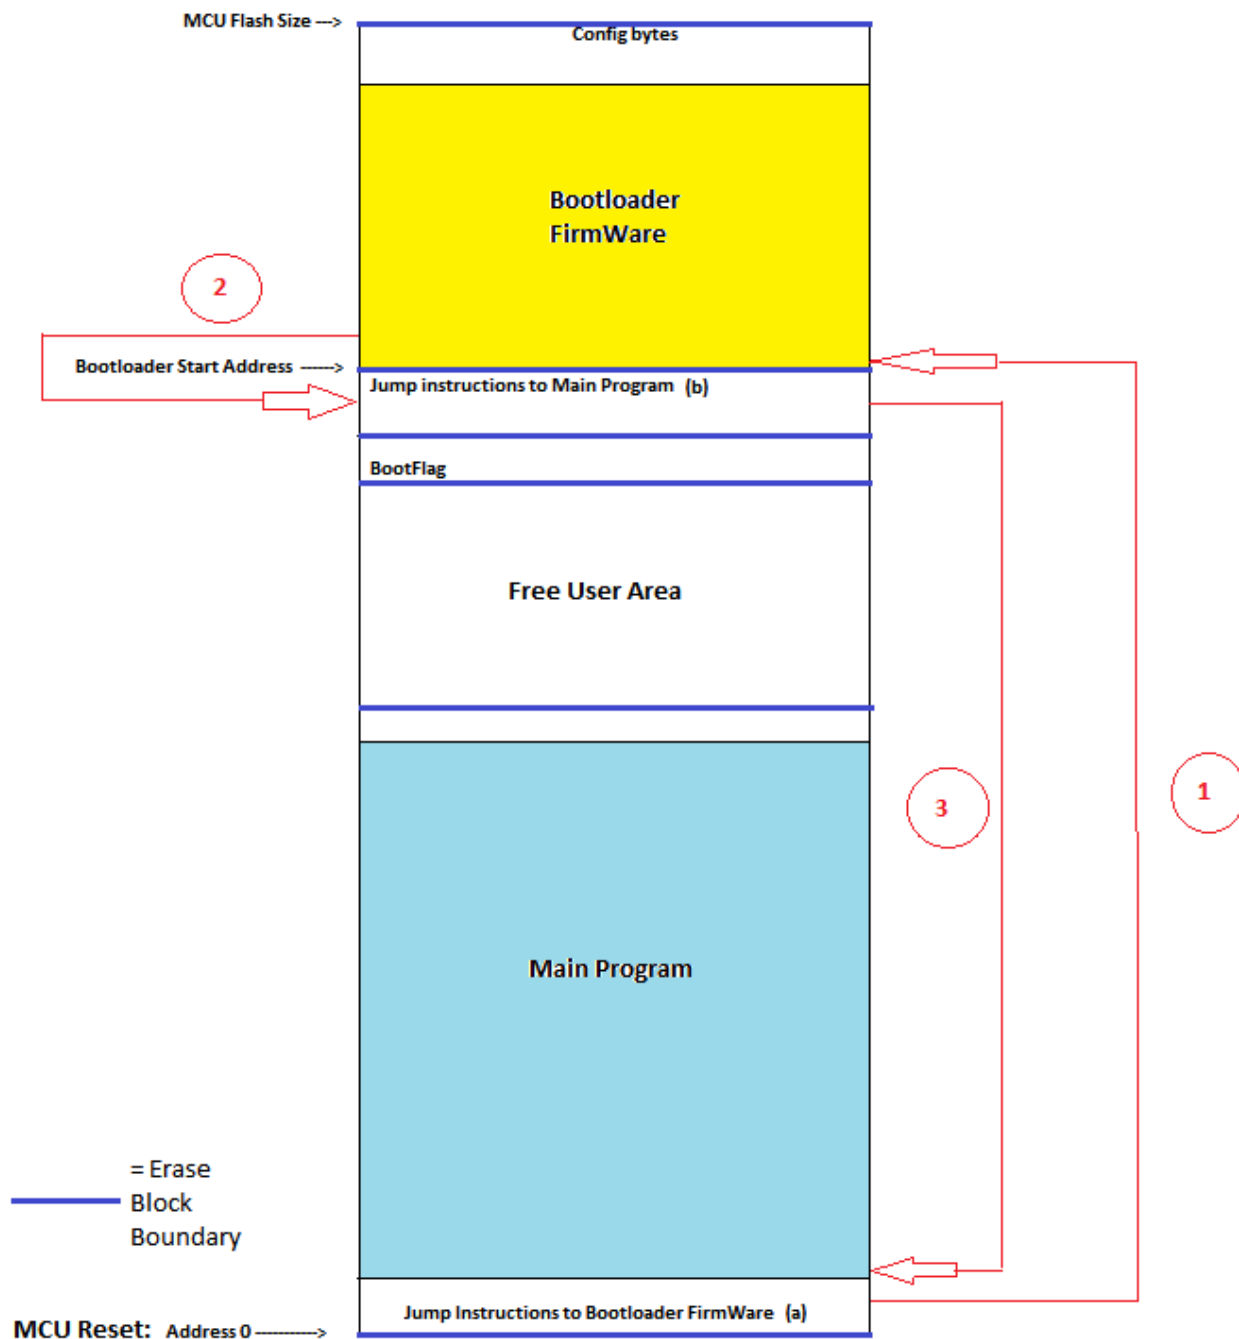 MCU Flash Size --->
Config bytes
Bootloader
FirmWare
2
Bootloader Start Address ------>
Jump instructions to Main Program (b)
BootFlag
Free User Area
1
3
Main Program
= Erase
Block
Boundary
Jump Instructions to Bootloader FirmWare (a)
MCU Reset: Address 0 ----------->